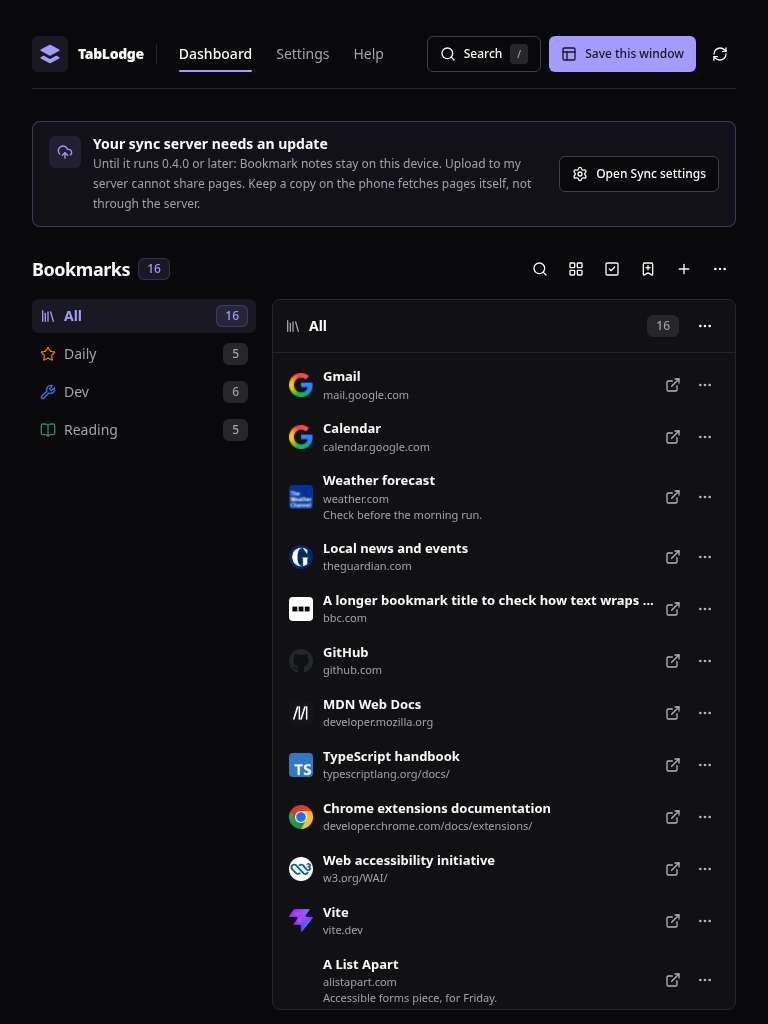 TabLodge
Dashboard
Settings
Help
Search /
Save this window
Your sync server needs an update
Until it runs 0.4.0 or later: Bookmark notes stay on this device. Upload to my
server cannot share pages. Keep a copy on the phone fetches pages itself, not
through the server.
Open Sync settings
Bookmarks 16
All 16
Daily 5
Dev 6
Reading 5
All 16
Gmail
mail.google.com
Calendar
calendar.google.com
The
Weather
Channel
Weather forecast
weather.com
Check before the morning run.
G
Local news and events
theguardian.com
A longer bookmark title to check how text wraps ...
bbc.com
GitHub
github.com
MDN Web Docs
developer.mozilla.org
TS
TypeScript handbook
typescriptlang.org/docs/
Chrome extensions documentation
developer.chrome.com/docs/extensions/
Web accessibility initiative
w3.org/WAI/
Vite
vite.dev
A List Apart
alistapart.com
Accessible forms piece, for Friday.